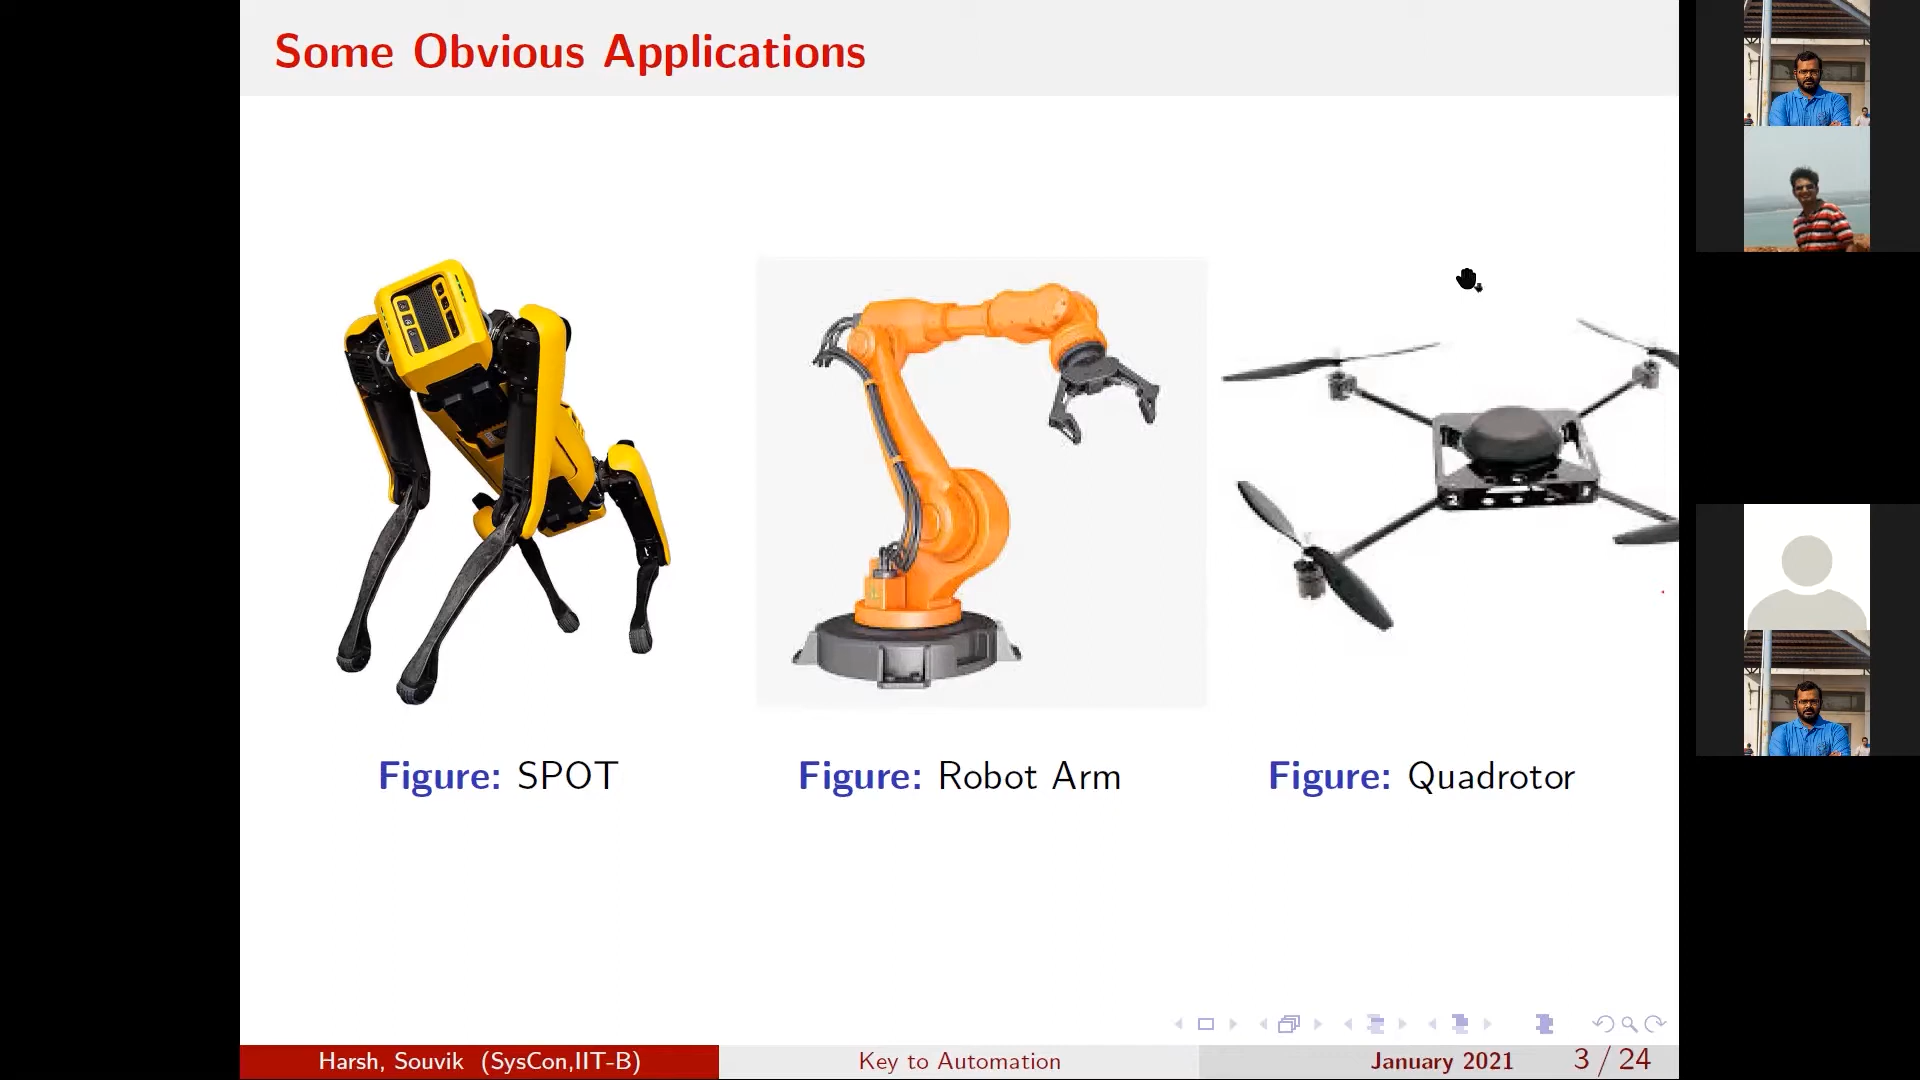 Some Obvious Applications
Figure: SPOT
Figure: Robot Arm
Figure: Quadrotor
Harsh, Souvik (SysCon,IIT-B)
Key to Automation
January 2021
3 / 24